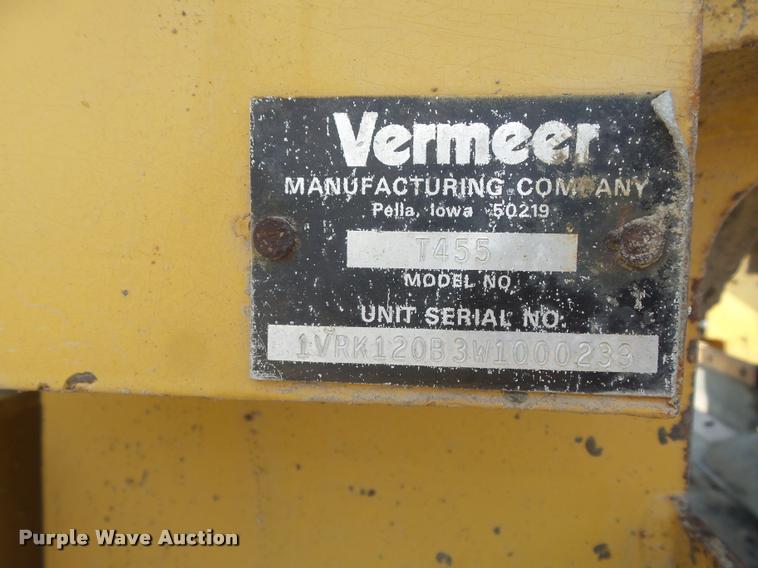 Vermeer
MANUFACTURING COMPANY
Pella, Iowa 50219
T455
MODEL NO
UNIT SERIAL NO.
1VRK120B3W1000239
Purple Wave Auction